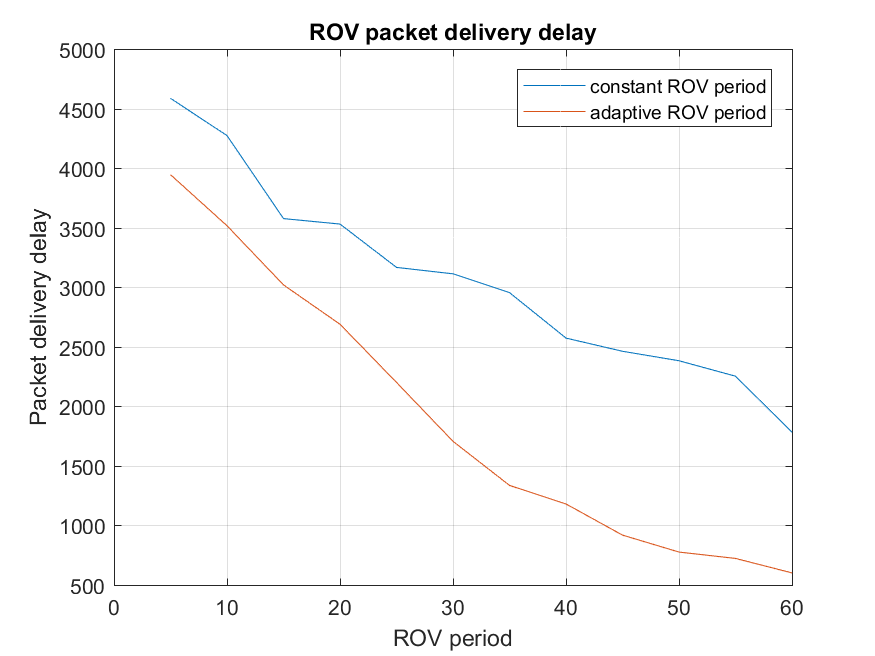 ROV packet delivery delay
constant ROV period
adaptive ROV period
5000
4500
4000
3500
3000
2500
2000
1500
1000
500
Packet delivery delay
0 10 20 30 40 50 60
ROV period